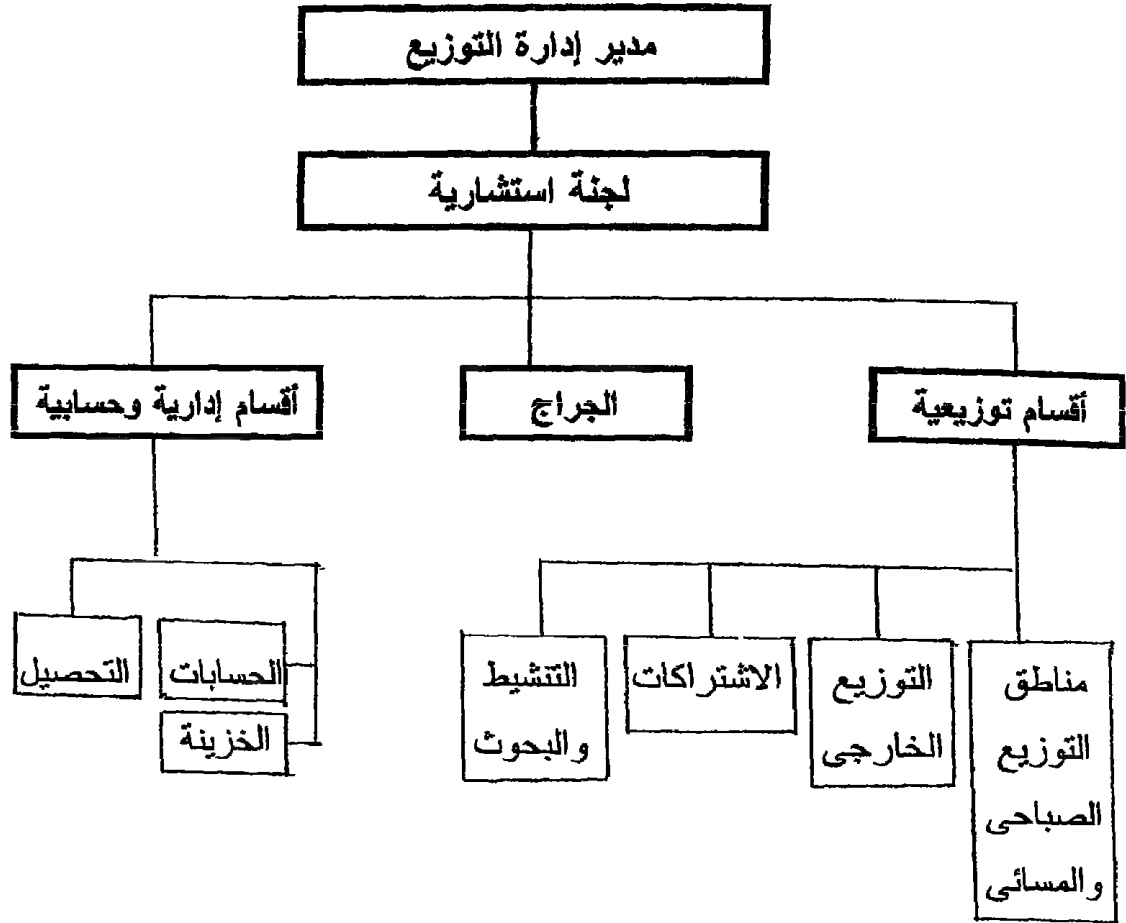 مدير إدارة التوزيع
لجنة استشارية
أقسام توزيعية
الجراج
أقسام إدارية وحسابية
مناطق
التوزيع
الصباحى
والمسائى
التوزيع
الخارجى
الاشتراكات
التنشيط
والبحوث
الحسابات
الخزينة
التحصيل